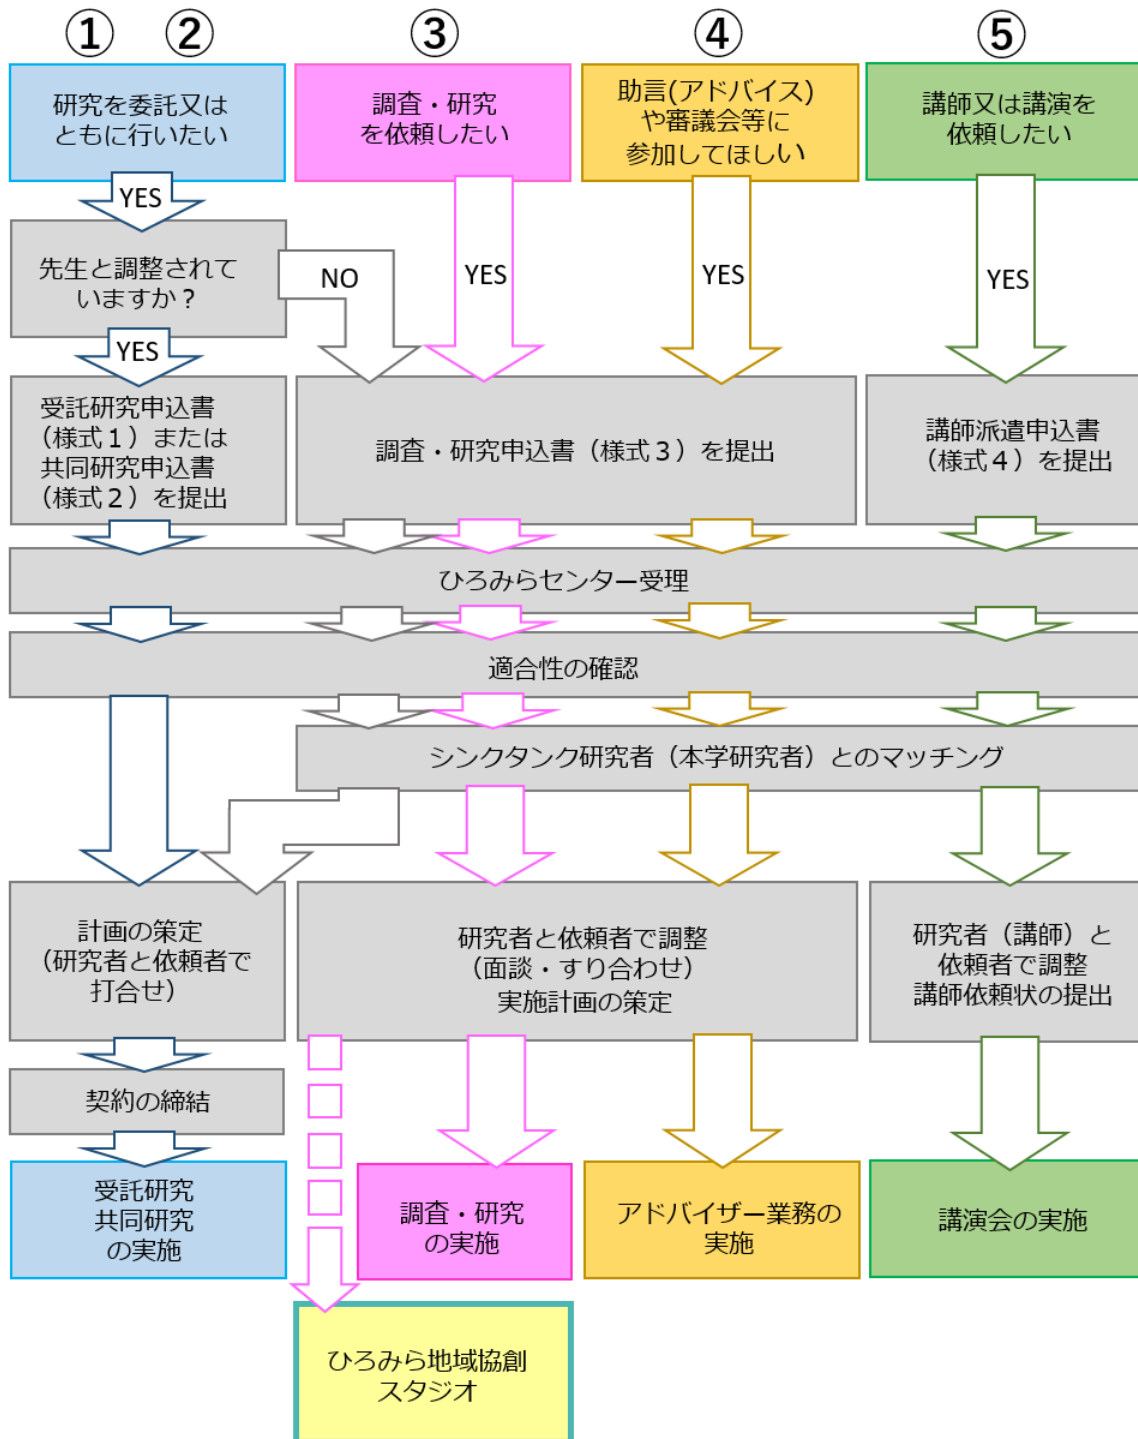 ① ② ③ ④ ⑤
研究を委託又は
ともに行いたい
調査・研究
を依頼したい
助言(アドバイス)
や審議会等に
参加してほしい
講師又は講演を
依頼したい
YES
先生と調整されて
いますか？
NO
YES
YES
YES
YES
受託研究申込書
（様式１）または
共同研究申込書
（様式２）を提出
調査・研究申込書（様式３）を提出
講師派遣申込書
（様式４）を提出
ひろみらセンター受理
適合性の確認
シンクタンク研究者（本学研究者）とのマッチング
計画の策定
（研究者と依頼者で
打合せ）
研究者と依頼者で調整
（面談・すり合わせ）
実施計画の策定
研究者（講師）と
依頼者で調整
講師依頼状の提出
契約の締結
受託研究
共同研究
の実施
調査・研究
の実施
アドバイザー業務の
実施
講演会の実施
ひろみら地域協創
スタジオ